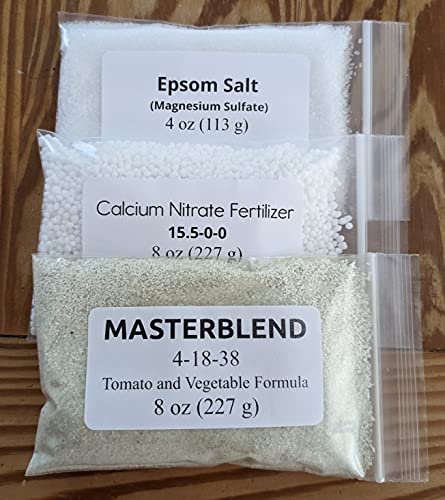 Epsom Salt
(Magnesium Sulfate)
4 oz (113 g)
Calcium Nitrate Fertilizer
15.5-0-0
8 oz (227 g)
MASTERBLEND
4-18-38
Tomato and Vegetable Formula
8 oz (227 g)